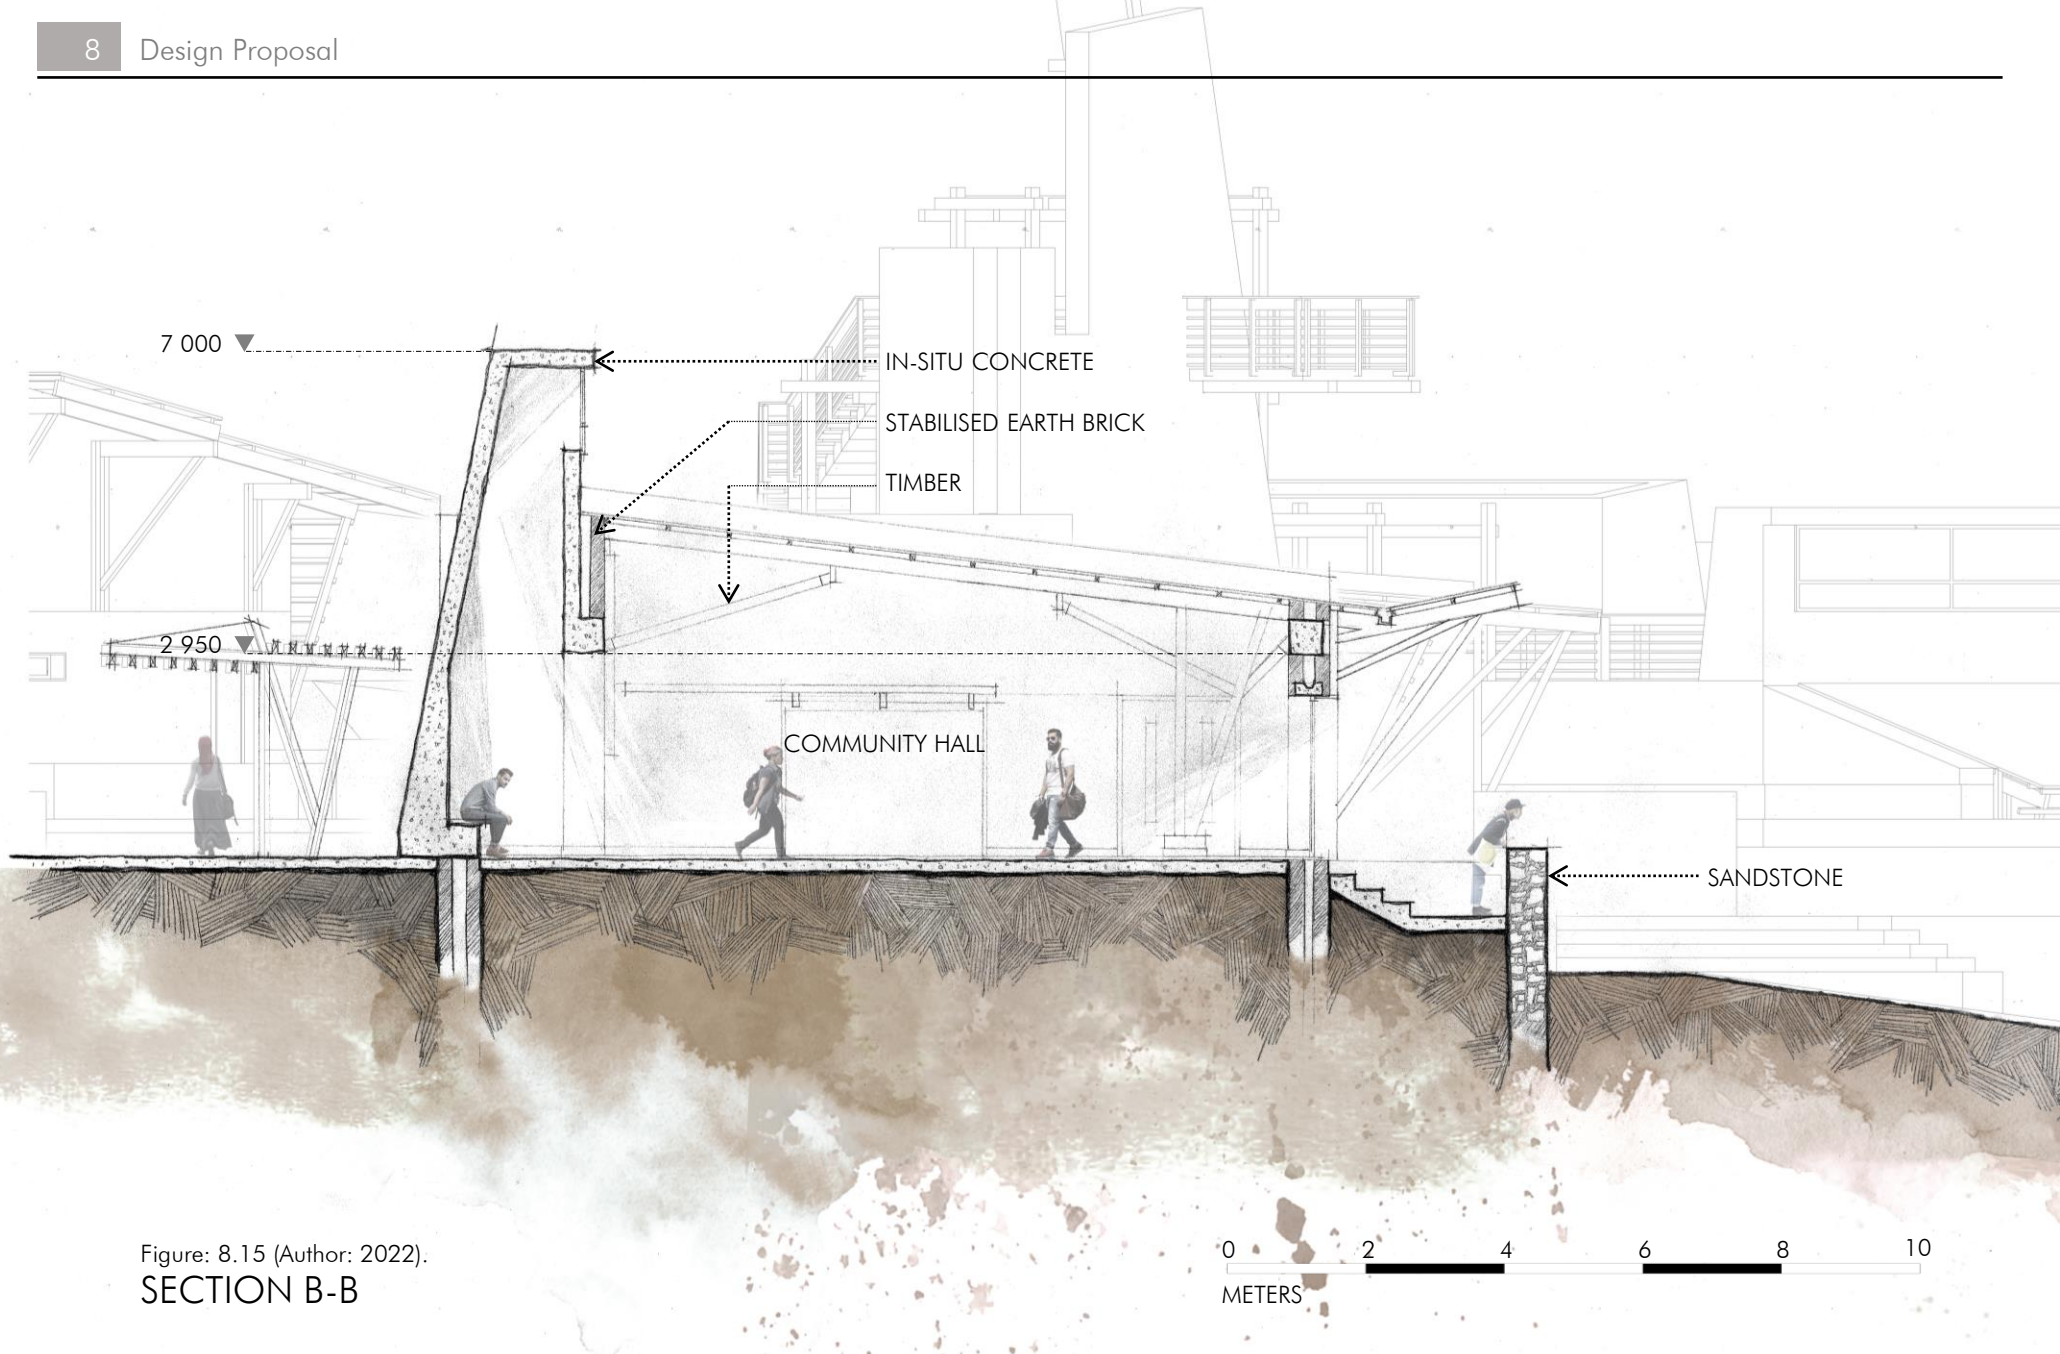 8 Design Proposal
7 000
IN-SITU CONCRETE
STABILISED EARTH BRICK
TIMBER
2 950
COMMUNITY HALL
SANDSTONE
Figure: 8.15 (Author: 2022).
SECTION B-B
0 2 4 6 8 10
METERS